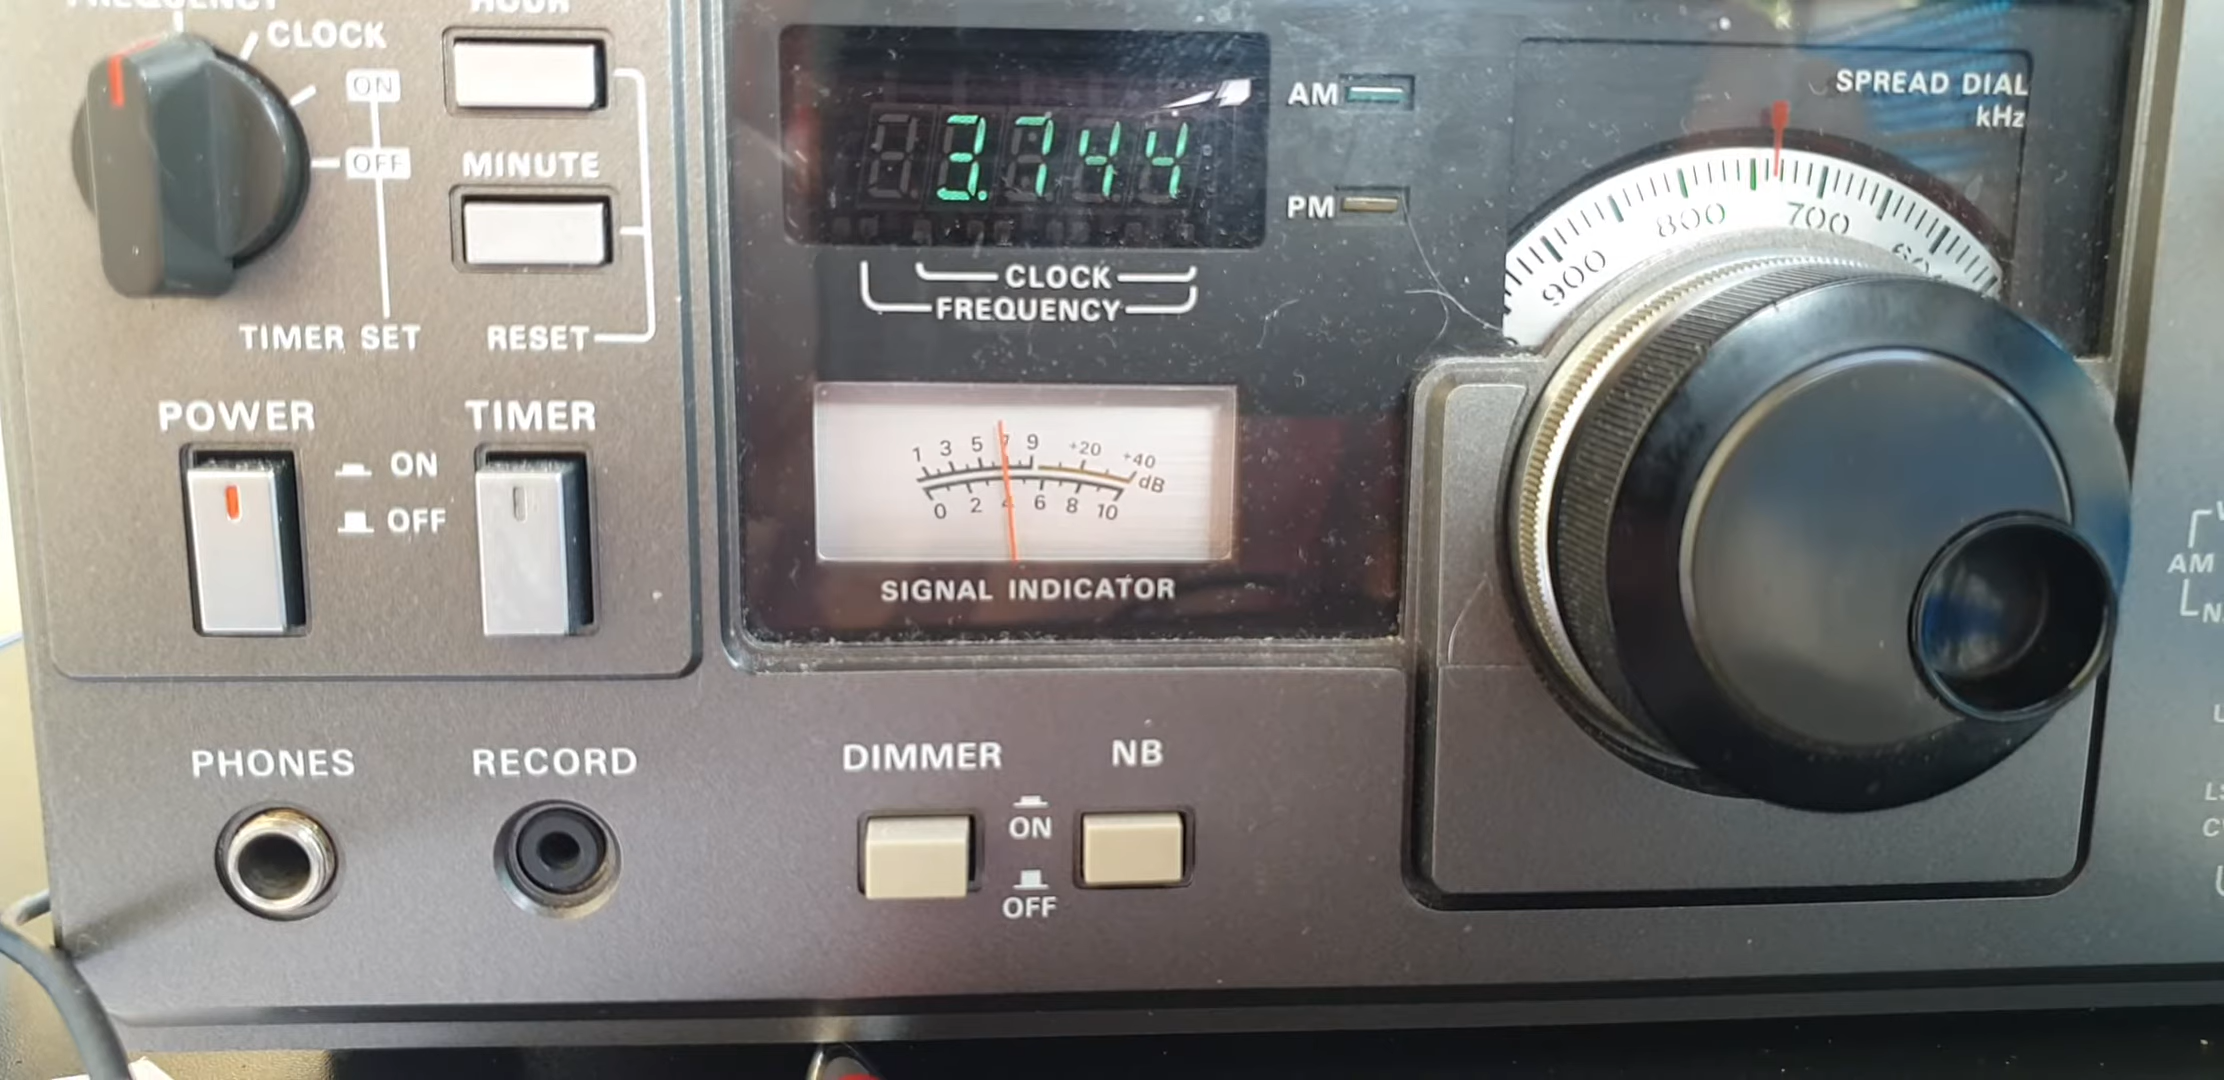 FREQUENCY
HOUR
CLOCK
ON
OFF
MINUTE
TIMER SET
RESET
POWER
TIMER
ON
OFF
3.744
AM
PM
CLOCK
FREQUENCY
1 3 5 7 9 +20 +40
dB
0 2 4 6 8 10
SIGNAL INDICATOR
SPREAD DIAL
kHz
900 800 700 600
PHONES
RECORD
DIMMER
NB
ON
OFF
AM